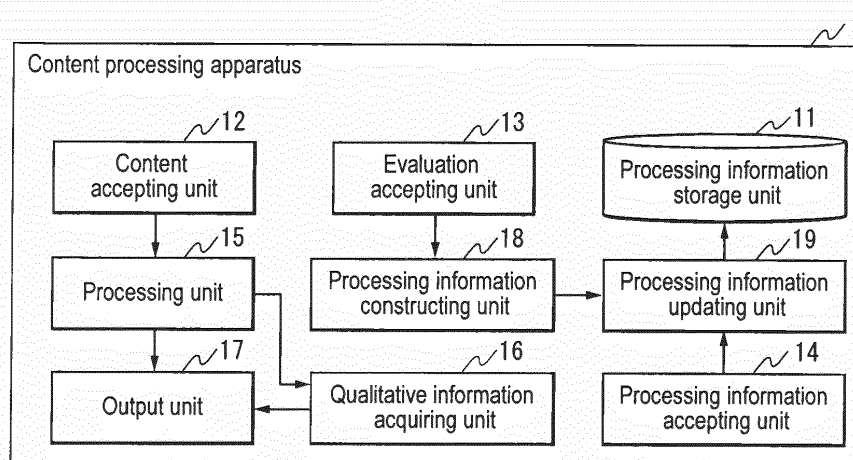 Content processing apparatus
12
Content
accepting unit
13
Evaluation
accepting unit
11
Processing information
storage unit
15
Processing unit
18
Processing information
constructing unit
19
Processing information
updating unit
17
Output unit
16
Qualitative information
acquiring unit
14
Processing information
accepting unit